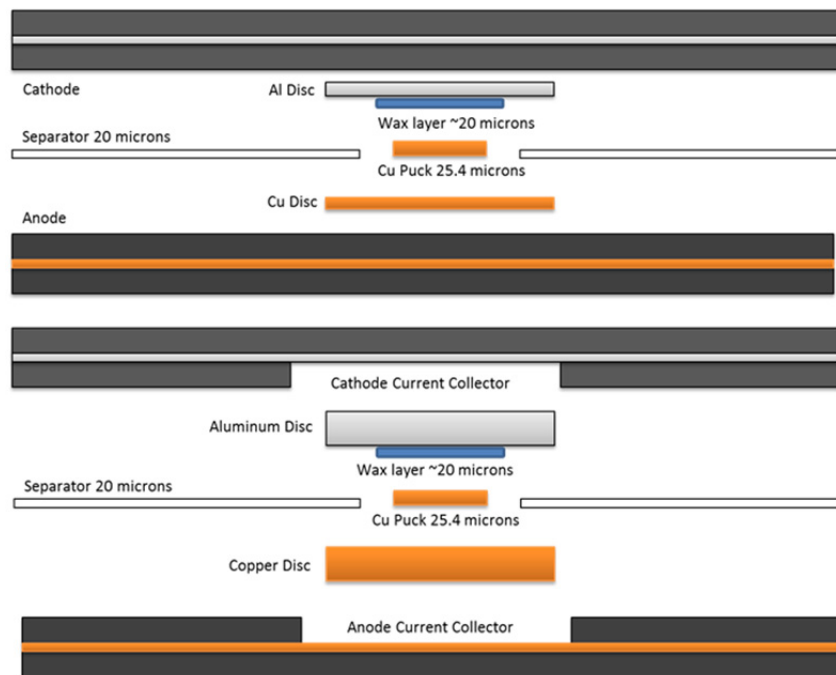 Cathode
Al Disc
Wax layer ~20 microns
Separator 20 microns
Cu Puck 25.4 microns
Cu Disc
Anode
Cathode Current Collector
Aluminum Disc
Wax layer ~20 microns
Separator 20 microns
Cu Puck 25.4 microns
Copper Disc
Anode Current Collector